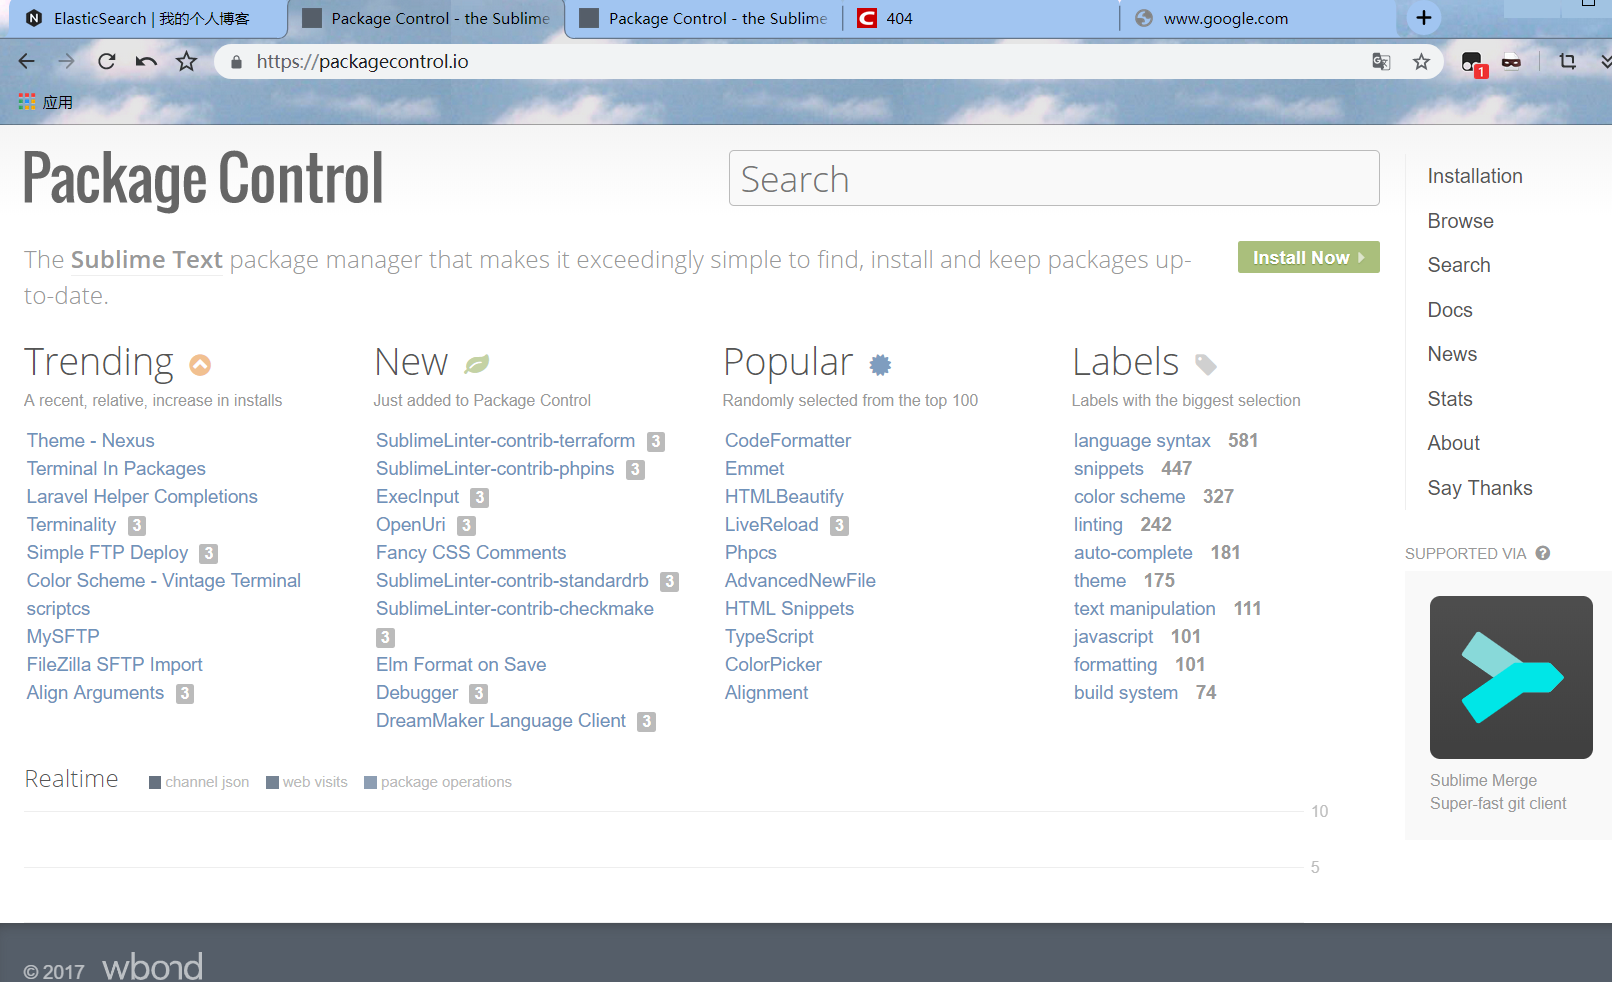 ElasticSearch | 我的个人博客
Package Control - the Sublime
Package Control - the Sublime
404
www.google.com
https://packagecontrol.io
1
应用
Package Control
Search
The Sublime Text package manager that makes it exceedingly simple to find, install and keep packages up-
to-date.
Install Now
Trending
A recent, relative, increase in installs
Theme - Nexus
Terminal In Packages
Laravel Helper Completions
Terminality 3
Simple FTP Deploy 3
Color Scheme - Vintage Terminal
scriptcs
MySFTP
FileZilla SFTP Import
Align Arguments 3
New
Just added to Package Control
SublimeLinter-contrib-terraform 3
SublimeLinter-contrib-phpins 3
ExecInput 3
OpenUri 3
Fancy CSS Comments
SublimeLinter-contrib-standardrb 3
SublimeLinter-contrib-checkmake
3
Elm Format on Save
Debugger 3
DreamMaker Language Client 3
Popular
Randomly selected from the top 100
CodeFormatter
Emmet
HTMLBeautify
LiveReload 3
Phpcs
AdvancedNewFile
HTML Snippets
TypeScript
ColorPicker
Alignment
Labels
Labels with the biggest selection
language syntax 581
snippets 447
color scheme 327
linting 242
auto-complete 181
theme 175
text manipulation 111
javascript 101
formatting 101
build system 74
Installation
Browse
Search
Docs
News
Stats
About
Say Thanks
SUPPORTED VIA ?
Sublime Merge
Super-fast git client
Realtime channel json web visits package operations
10
5
© 2017 wbond